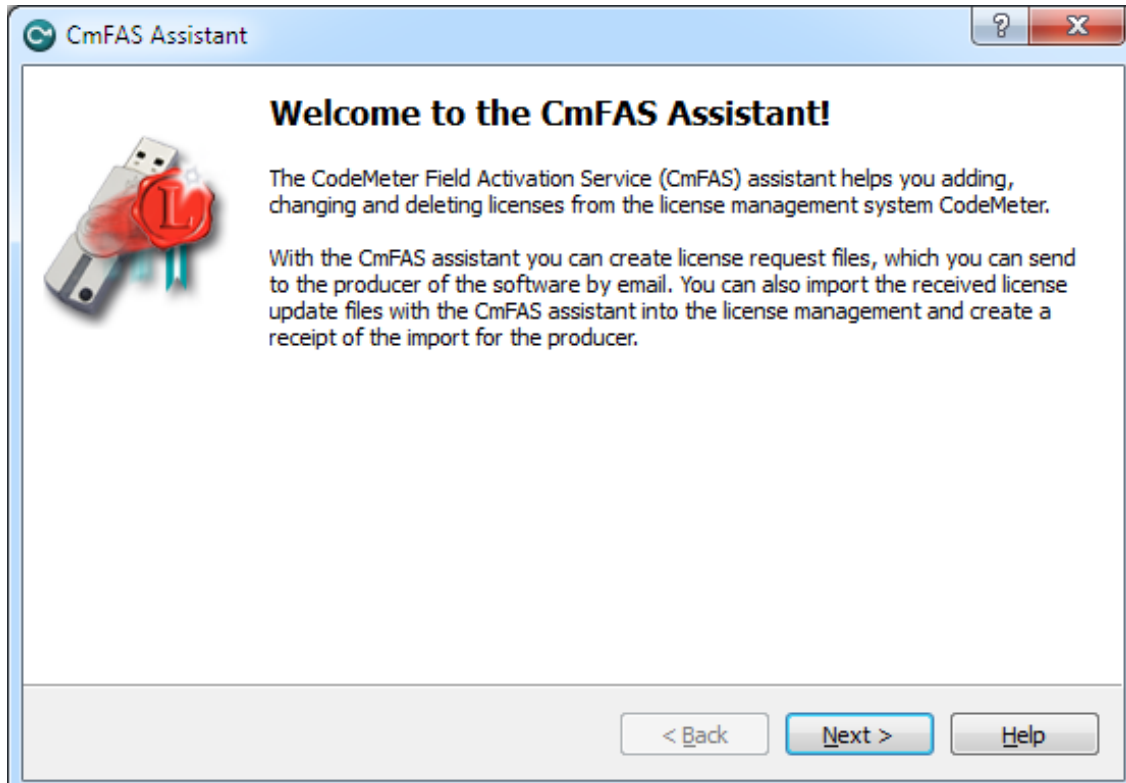 CmFAS Assistant
Welcome to the CmFAS Assistant!
The CodeMeter Field Activation Service (CmFAS) assistant helps you adding,
changing and deleting licenses from the license management system CodeMeter.
With the CmFAS assistant you can create license request files, which you can send
to the producer of the software by email. You can also import the received license
update files with the CmFAS assistant into the license management and create a
receipt of the import for the producer.
L
< Back
Next >
Help